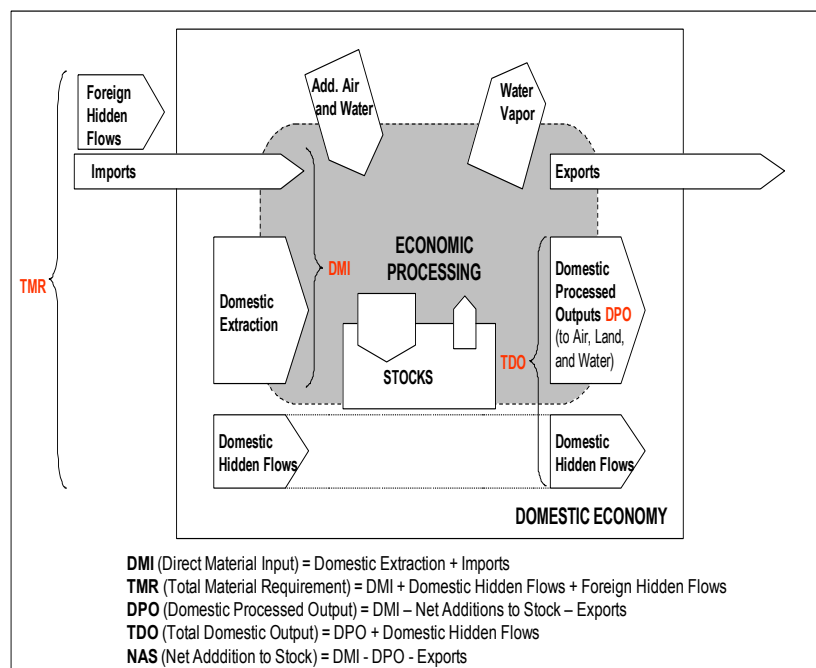 Foreign
Hidden
Flows
Add. Air
and Water
Water
Vapor
Imports
Exports
ECONOMIC
PROCESSING
DMI
TMR
Domestic
Extraction
Domestic
Processed
Outputs DPO
(to Air, Land,
and Water)
TDO
STOCKS
Domestic
Hidden Flows
Domestic
Hidden Flows
DOMESTIC ECONOMY
DMI (Direct Material Input) = Domestic Extraction + Imports
TMR (Total Material Requirement) = DMI + Domestic Hidden Flows + Foreign Hidden Flows
DPO (Domestic Processed Output) = DMI – Net Additions to Stock – Exports
TDO (Total Domestic Output) = DPO + Domestic Hidden Flows
NAS (Net Adddition to Stock) = DMI - DPO - Exports